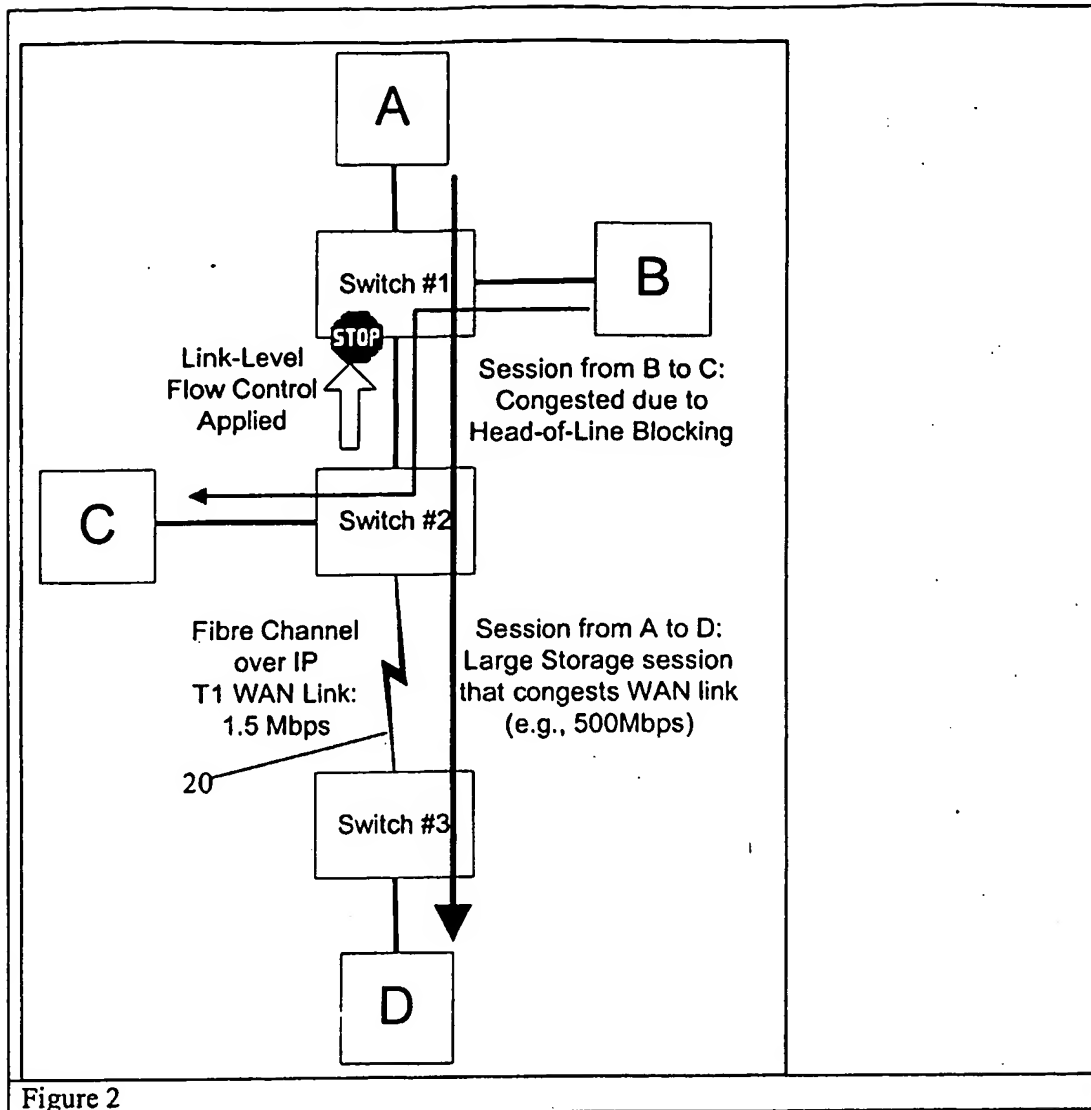 A
Switch #1
B
STOP
Link-Level
Flow Control
Applied
Session from B to C:
Congested due to
Head-of-Line Blocking
C
Switch #2
Fibre Channel
over IP
T1 WAN Link:
1.5 Mbps
Session from A to D:
Large Storage session
that congests WAN link
(e.g., 500Mbps)
20
Switch #3
D
Figure 2